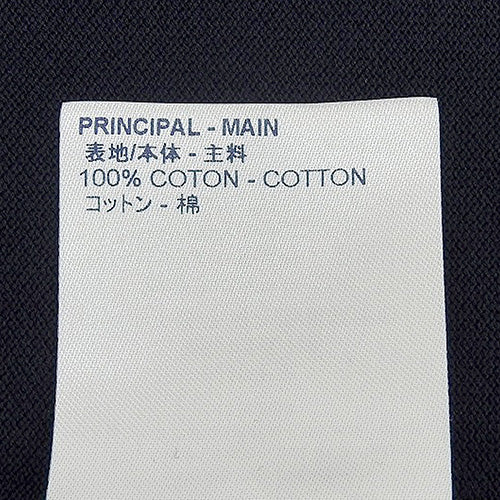 PRINCIPAL - MAIN
表地/本体 - 主料
100% COTON - COTTON
コットン - 棉